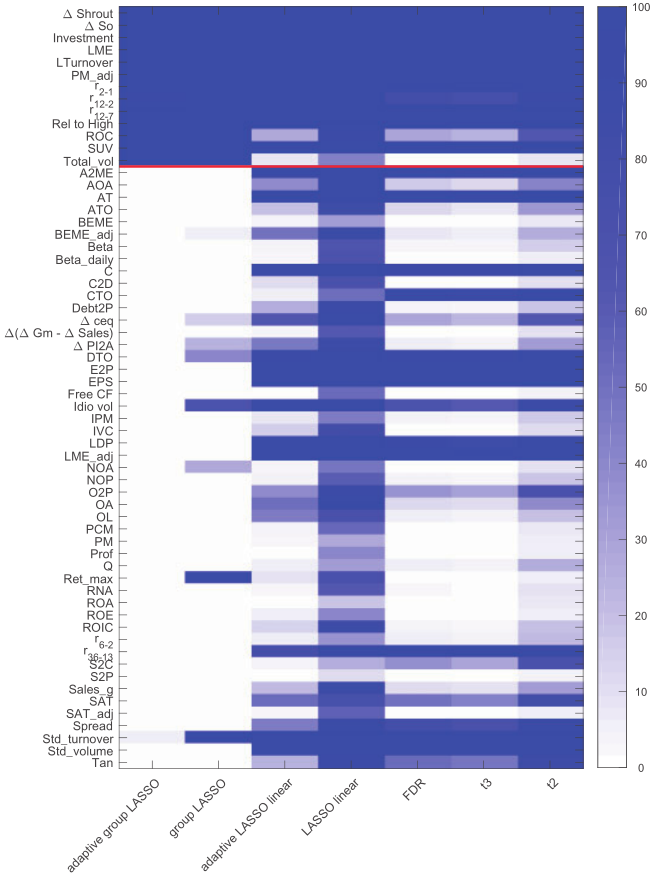 Δ Shrout
Δ So
Investment
LME
LTurnover
PM_adj
r2-1
r12-2
r12-7
Rel to High
ROC
SUV
Total_vol
A2ME
AOA
AT
ATO
BEME
BEME_adj
Beta
Beta_daily
C
C2D
CTO
Debt2P
Δ ceq
Δ(Δ Gm - Δ Sales)
Δ PI2A
DTO
E2P
EPS
Free CF
Idio vol
IPM
IVC
LDP
LME_adj
NOA
NOP
O2P
OA
OL
PCM
PM
Prof
Q
Ret_max
RNA
ROA
ROE
ROIC
r6-2
r36-13
S2C
S2P
Sales_g
SAT
SAT_adj
Spread
Std_turnover
Std_volume
Tan
adaptive group LASSO
group LASSO
adaptive LASSO linear
LASSO linear
FDR
t3
t2
100
90
80
70
60
50
40
30
20
10
0